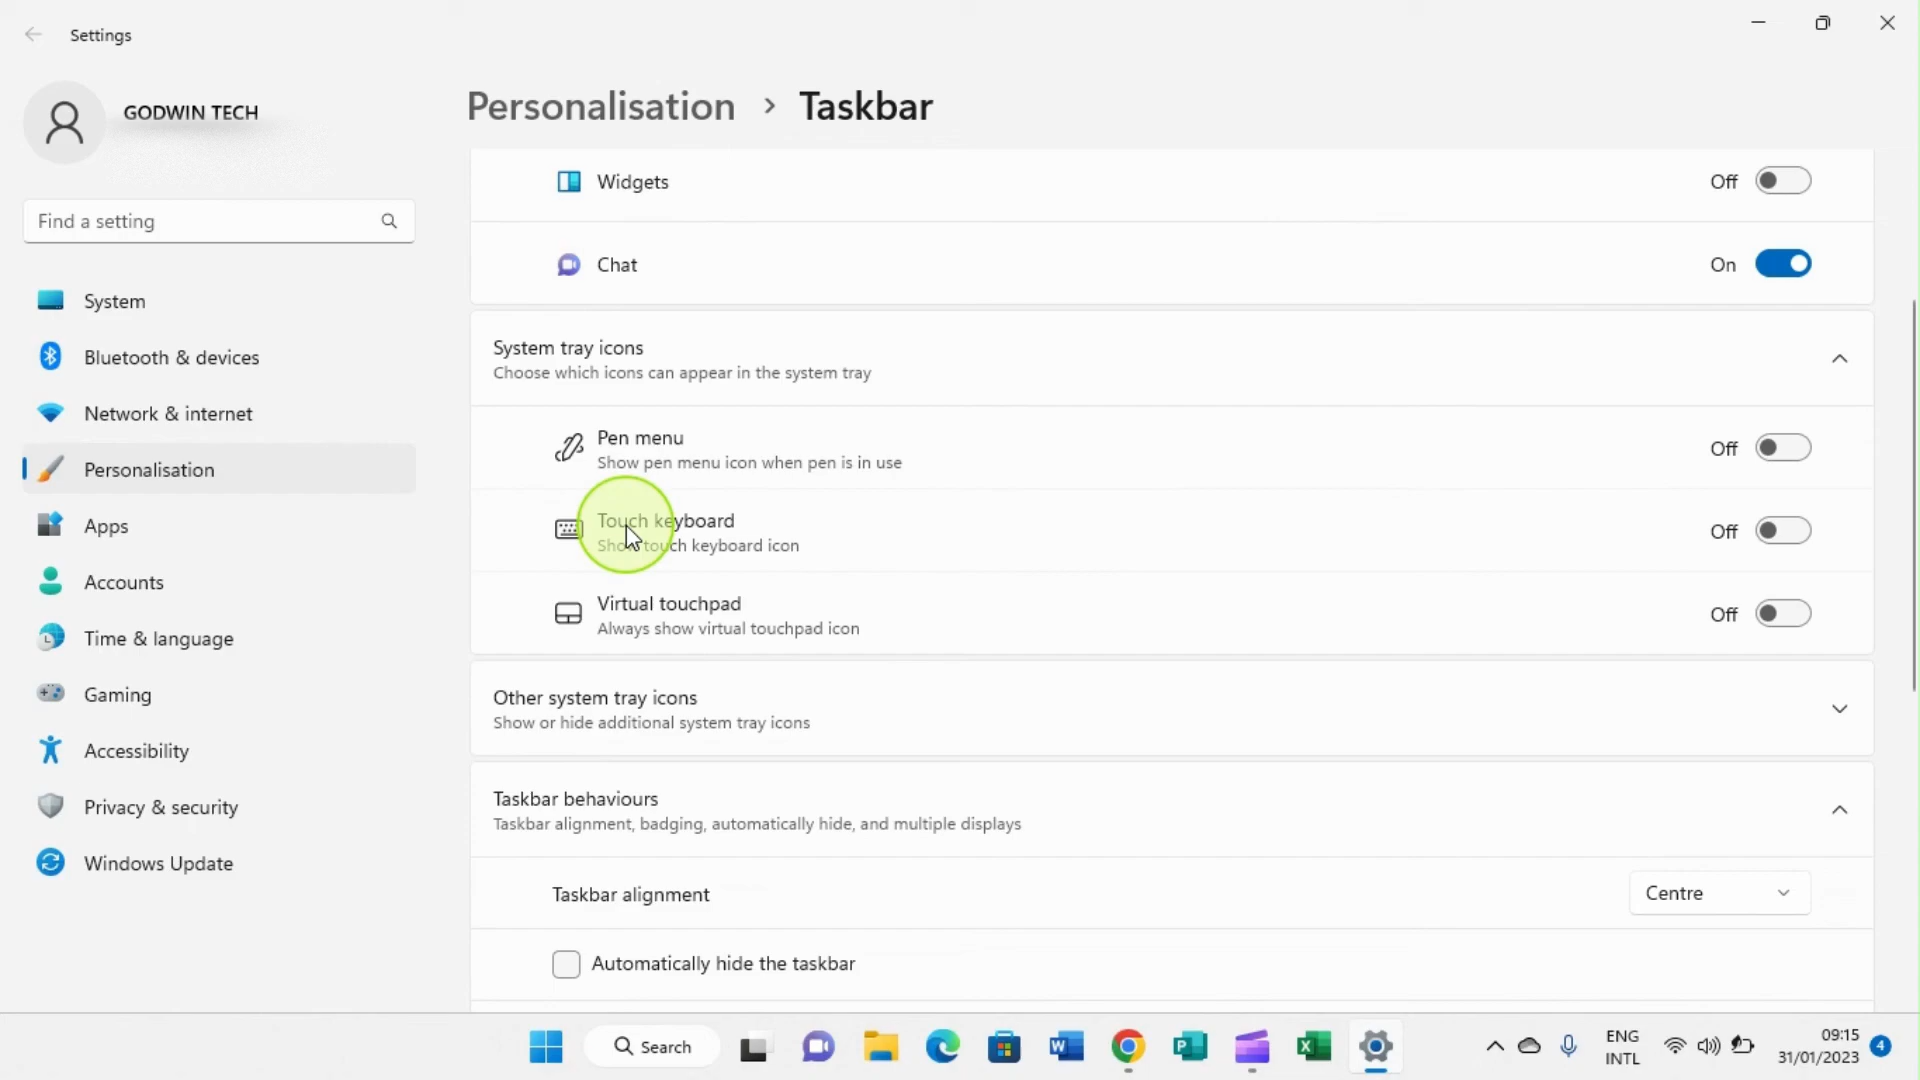 Settings
GODWIN TECH
Find a setting
System
Bluetooth & devices
Network & internet
Personalisation
Apps
Accounts
Time & language
Gaming
Accessibility
Privacy & security
Windows Update
Personalisation > Taskbar
Widgets Off
Chat On
System tray icons
Choose which icons can appear in the system tray
Pen menu
Show pen menu icon when pen is in use
Off
Touch keyboard
Show touch keyboard icon
Off
Virtual touchpad
Always show virtual touchpad icon
Off
Other system tray icons
Show or hide additional system tray icons
Taskbar behaviours
Taskbar alignment, badging, automatically hide, and multiple displays
Taskbar alignment Centre
Automatically hide the taskbar
Search
ENG
INTL
09:15
31/01/2023
4